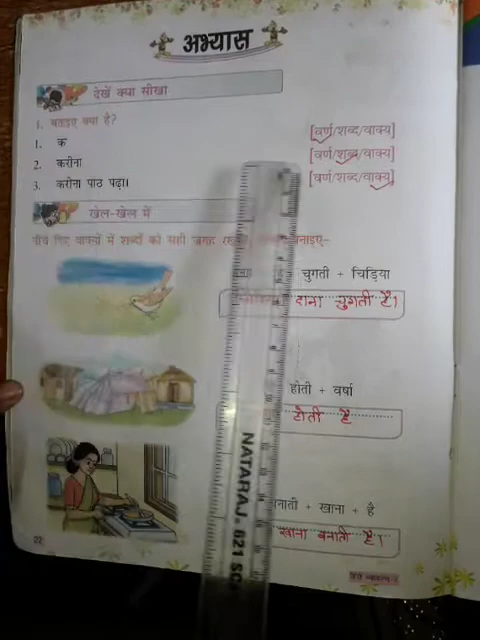 अभ्यास
देखें क्या सीखा
1. बताइए क्या है?
1. क [वर्ण/शब्द/वाक्य]
2. करीना [वर्ण/शब्द/वाक्य]
3. करीना पाठ पढ़ा। [वर्ण/शब्द/वाक्य]
खेल-खेल में
शब्दों को सही जगह
चुगती + चिड़िया
दाना चुगती है।
होती + वर्षा
होती है
+ खाना + है
खाना बनाती है।
22
NATARAJ 621